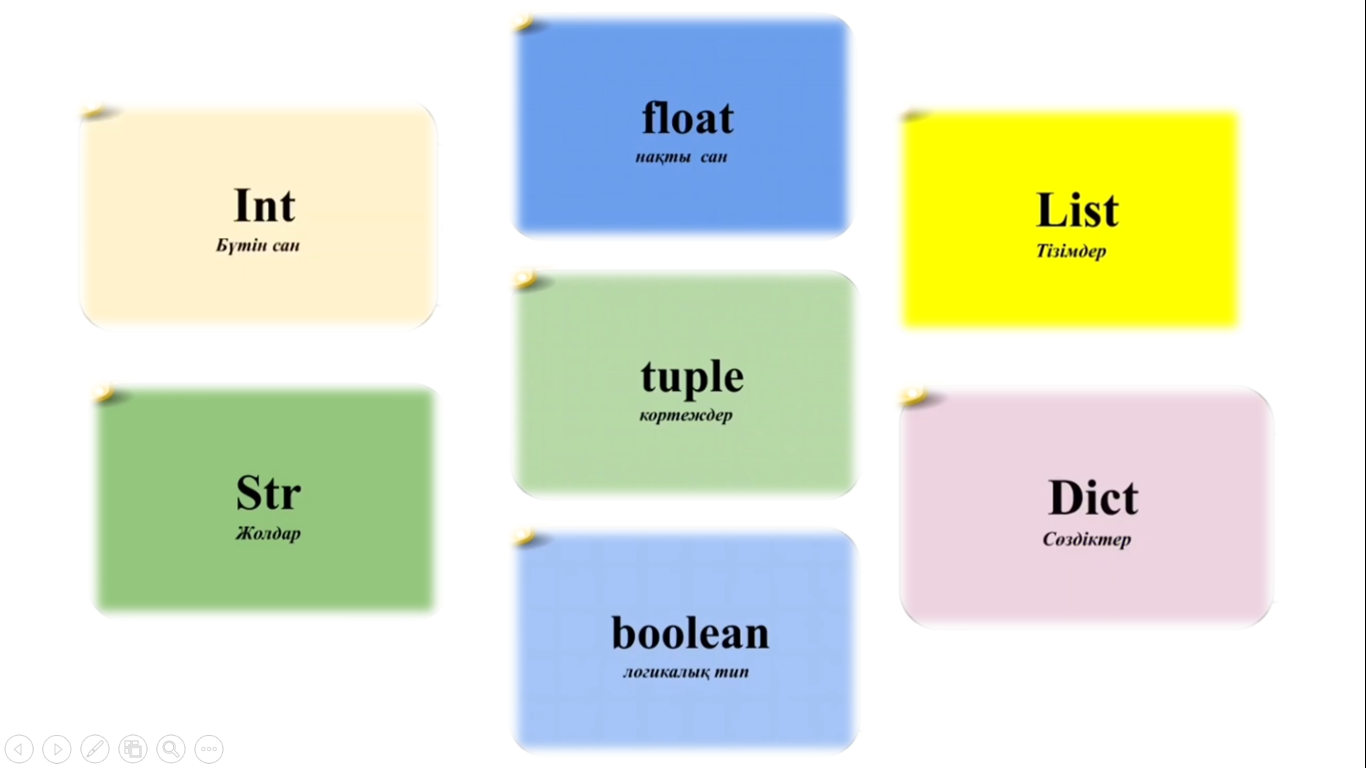 Int
Бүтін сан
Str
Жолдар
float
нақты сан
tuple
кортеждер
boolean
логикалық тип
List
Тізімдер
Dict
Сөздіктер